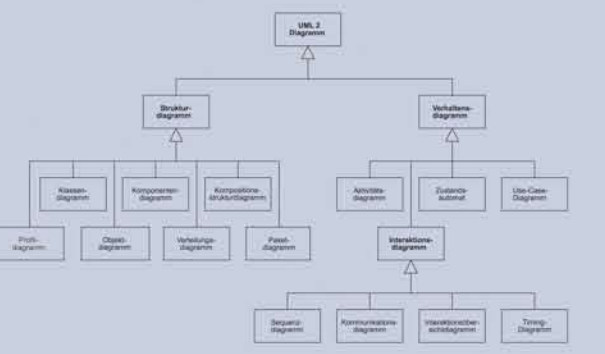 UML 2
Diagramm
Struktur-
diagramm
Verhaltens-
diagramm
Klassen-
diagramm
Komponenten-
diagramm
Kompositions-
strukturdiagramm
Aktivitäts-
diagramm
Zustands-
automat
Use-Case-
Diagramm
Profil-
diagramm
Objekt-
diagramm
Verteilungs-
diagramm
Paket-
diagramm
Interaktions-
diagramm
Sequenz-
diagramm
Kommunikations-
diagramm
Interaktionsüber-
sichtdiagramm
Timing-
Diagramm